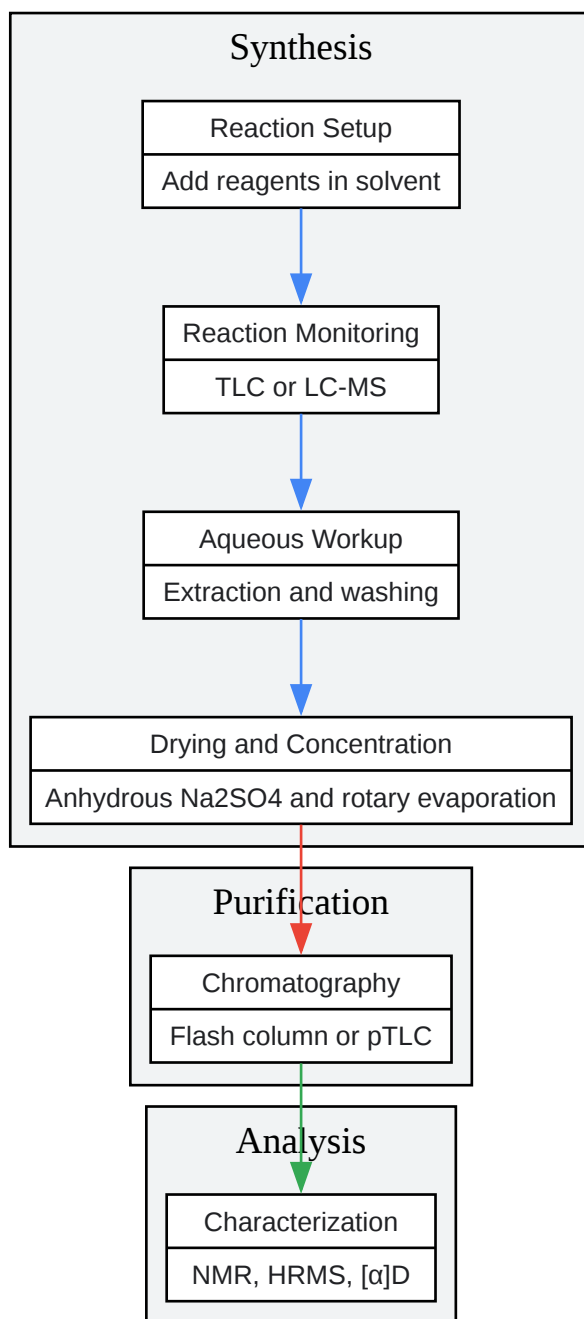 Synthesis
Reaction Setup
Add reagents in solvent
Reaction Monitoring
TLC or LC-MS
Aqueous Workup
Extraction and washing
Drying and Concentration
Anhydrous Na2SO4 and rotary evaporation
Purification
Chromatography
Flash column or pTLC
Analysis
Characterization
NMR, HRMS, [α]D